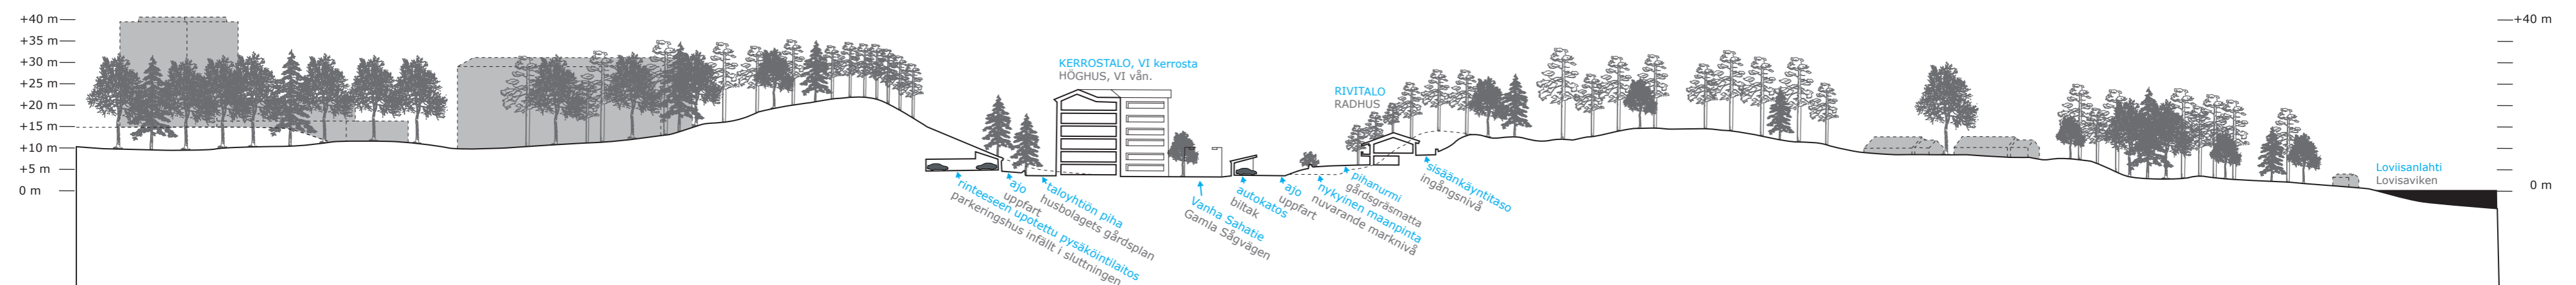 +40 m
+35 m
+30 m
+25 m
+20 m
+15 m
+10 m
+5 m
0 m
KERROSTALO, VI kerrosta
HÖGHUS, VI vån.
RIVITALO
RADHUS
rinteeseen upotettu pysäköintilaitos
parkeringshus infällt i sluttningen
ajo
uppfart
taloyhtiön piha
husbolagets gårdsplan
Vanha Sahatie
Gamla Sågvägen
autokatos
biltak
ajo
uppfart
nykyinen maanpinta
nuvarande marknivå
pihanurmi
gårdsgräsmatta
sisäänkäyntitaso
ingångsnivå
Loviisanlahti
Lovisaviken
+40 m
0 m